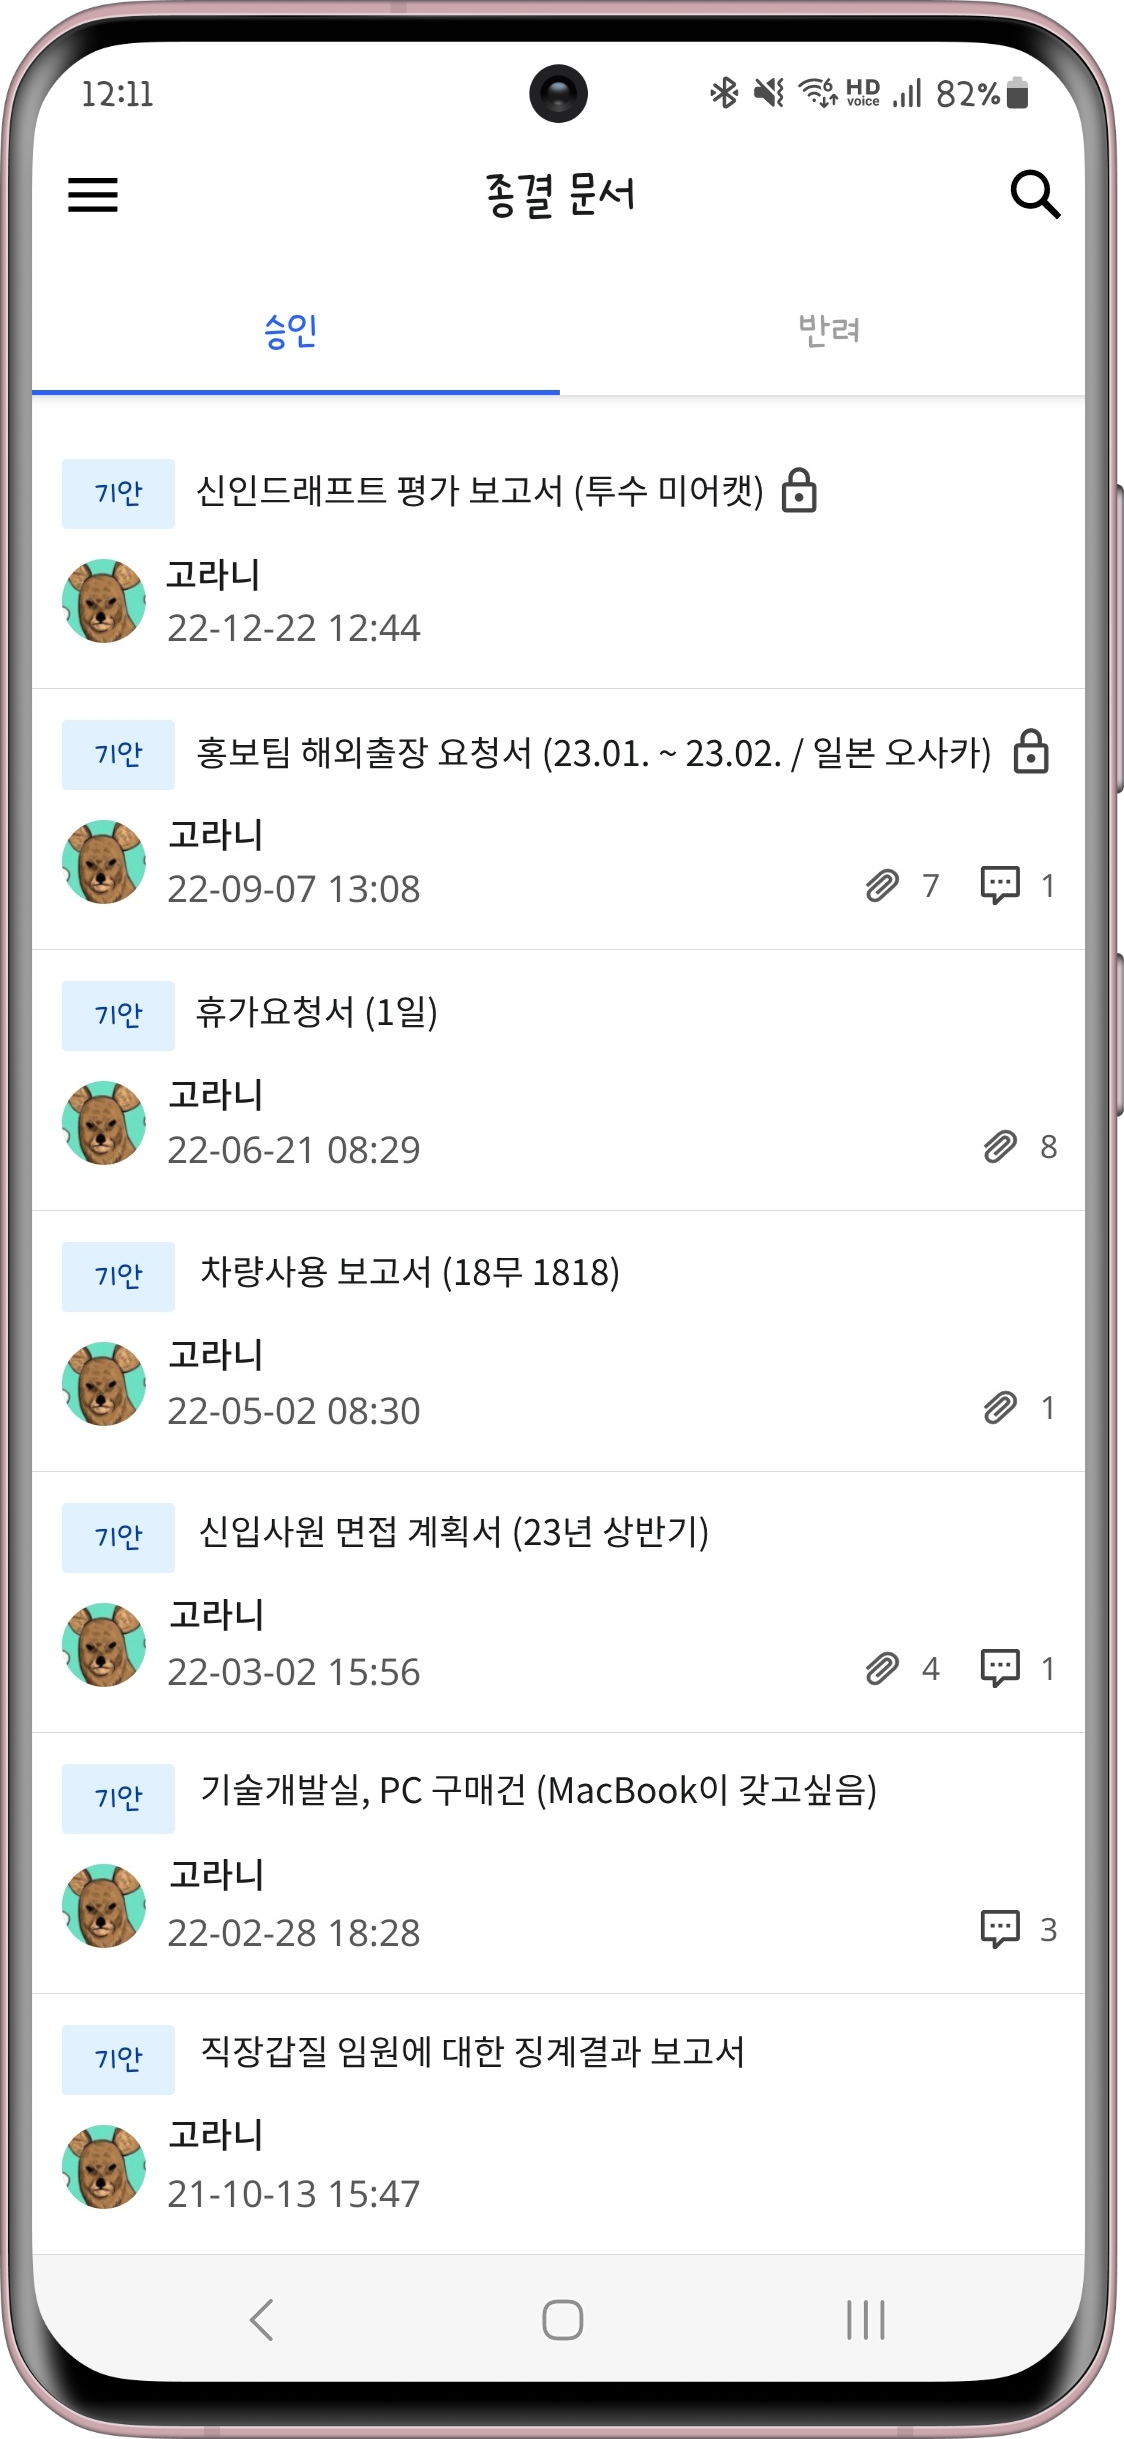 12:11
6 HD voice 82%
종결 문서
승인
반려
기안 신인드래프트 평가 보고서 (투수 미어캣)
고라니
22-12-22 12:44
기안 홍보팀 해외출장 요청서 (23.01. ~ 23.02. / 일본 오사카)
고라니
22-09-07 13:08 7 1
기안 휴가요청서 (1일)
고라니
22-06-21 08:29 8
기안 차량사용 보고서 (18무 1818)
고라니
22-05-02 08:30 1
기안 신입사원 면접 계획서 (23년 상반기)
고라니
22-03-02 15:56 4 1
기안 기술개발실, PC 구매건 (MacBook이 갖고싶음)
고라니
22-02-28 18:28 3
기안 직장갑질 임원에 대한 징계결과 보고서
고라니
21-10-13 15:47